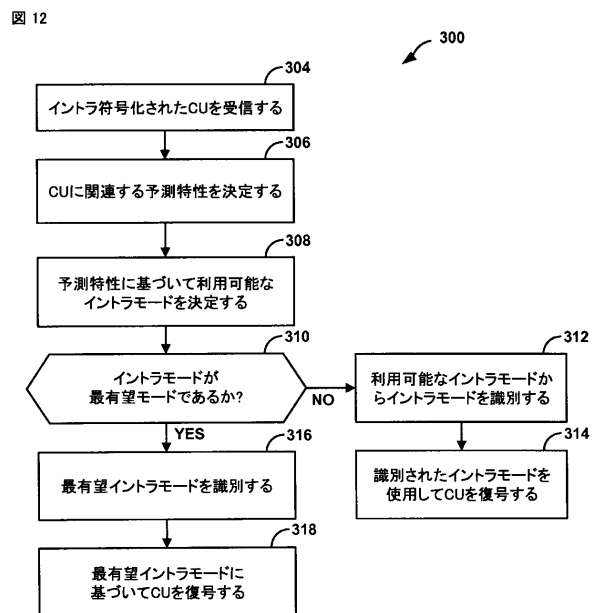 図 12
300
304
イントラ符号化されたCUを受信する
306
CUに関連する予測特性を決定する
308
予測特性に基づいて利用可能な
イントラモードを決定する
310
イントラモードが
最有望モードであるか?
NO
YES
312
利用可能なイントラモードか
らイントラモードを識別する
314
識別されたイントラモードを
使用してCUを復号する
316
最有望イントラモードを識別する
318
最有望イントラモードに
基づいてCUを復号する